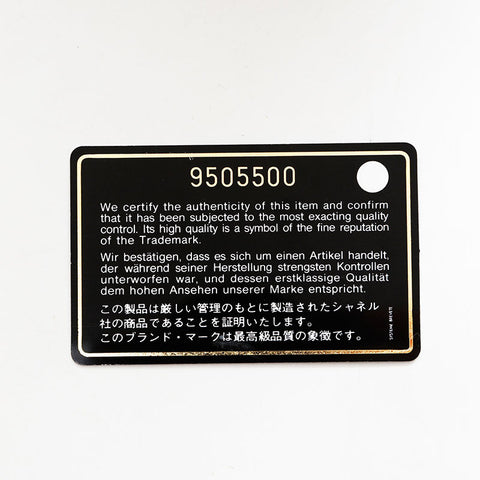 9505500
We certify the authenticity of this item and confirm
that it has been subjected to the most exacting quality
control. Its high quality is a symbol of the fine reputation
of the Trademark.
Wir bestätigen, dass es sich um einen Artikel handelt,
der während seiner Herstellung strengsten Kontrollen
unterworfen war, und dessen erstklassige Qualität
dem hohen Ansehen unserer Marke entspricht.
この製品は厳しい管理のもとに製造されたシャネル
社の商品であることを証明いたします。
このブランド・マークは最高級品質の象徴です。